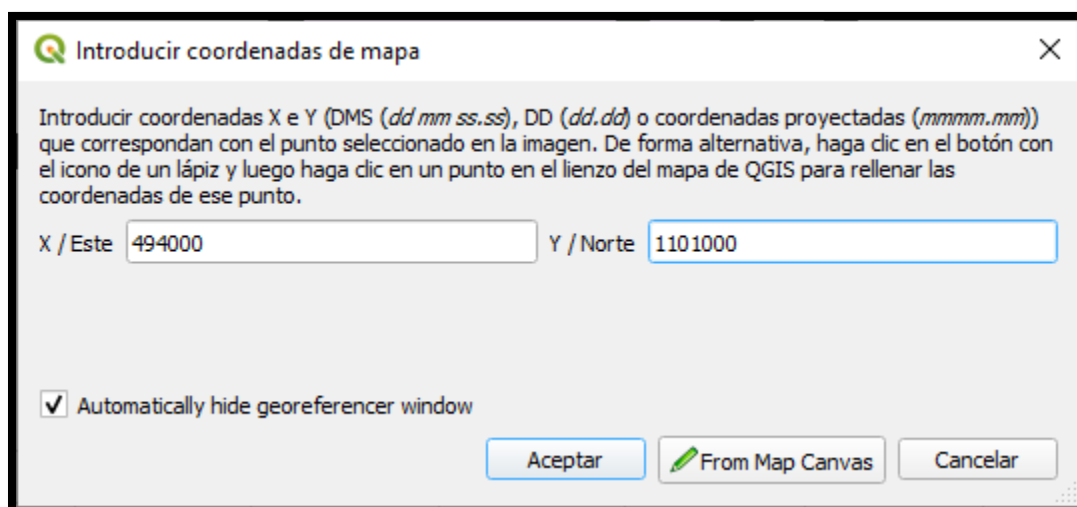 Introducir coordenadas de mapa
Introducir coordenadas X e Y (DMS (dd mm ss.ss), DD (dd.dd) o coordenadas proyectadas (mmmm.mm))
que correspondan con el punto seleccionado en la imagen. De forma alternativa, haga clic en el botón con
el icono de un lápiz y luego haga clic en un punto en el lienzo del mapa de QGIS para rellenar las
coordenadas de ese punto.
X / Este 494000 Y / Norte 1101000
Automatically hide georeferencer window
Aceptar From Map Canvas Cancelar